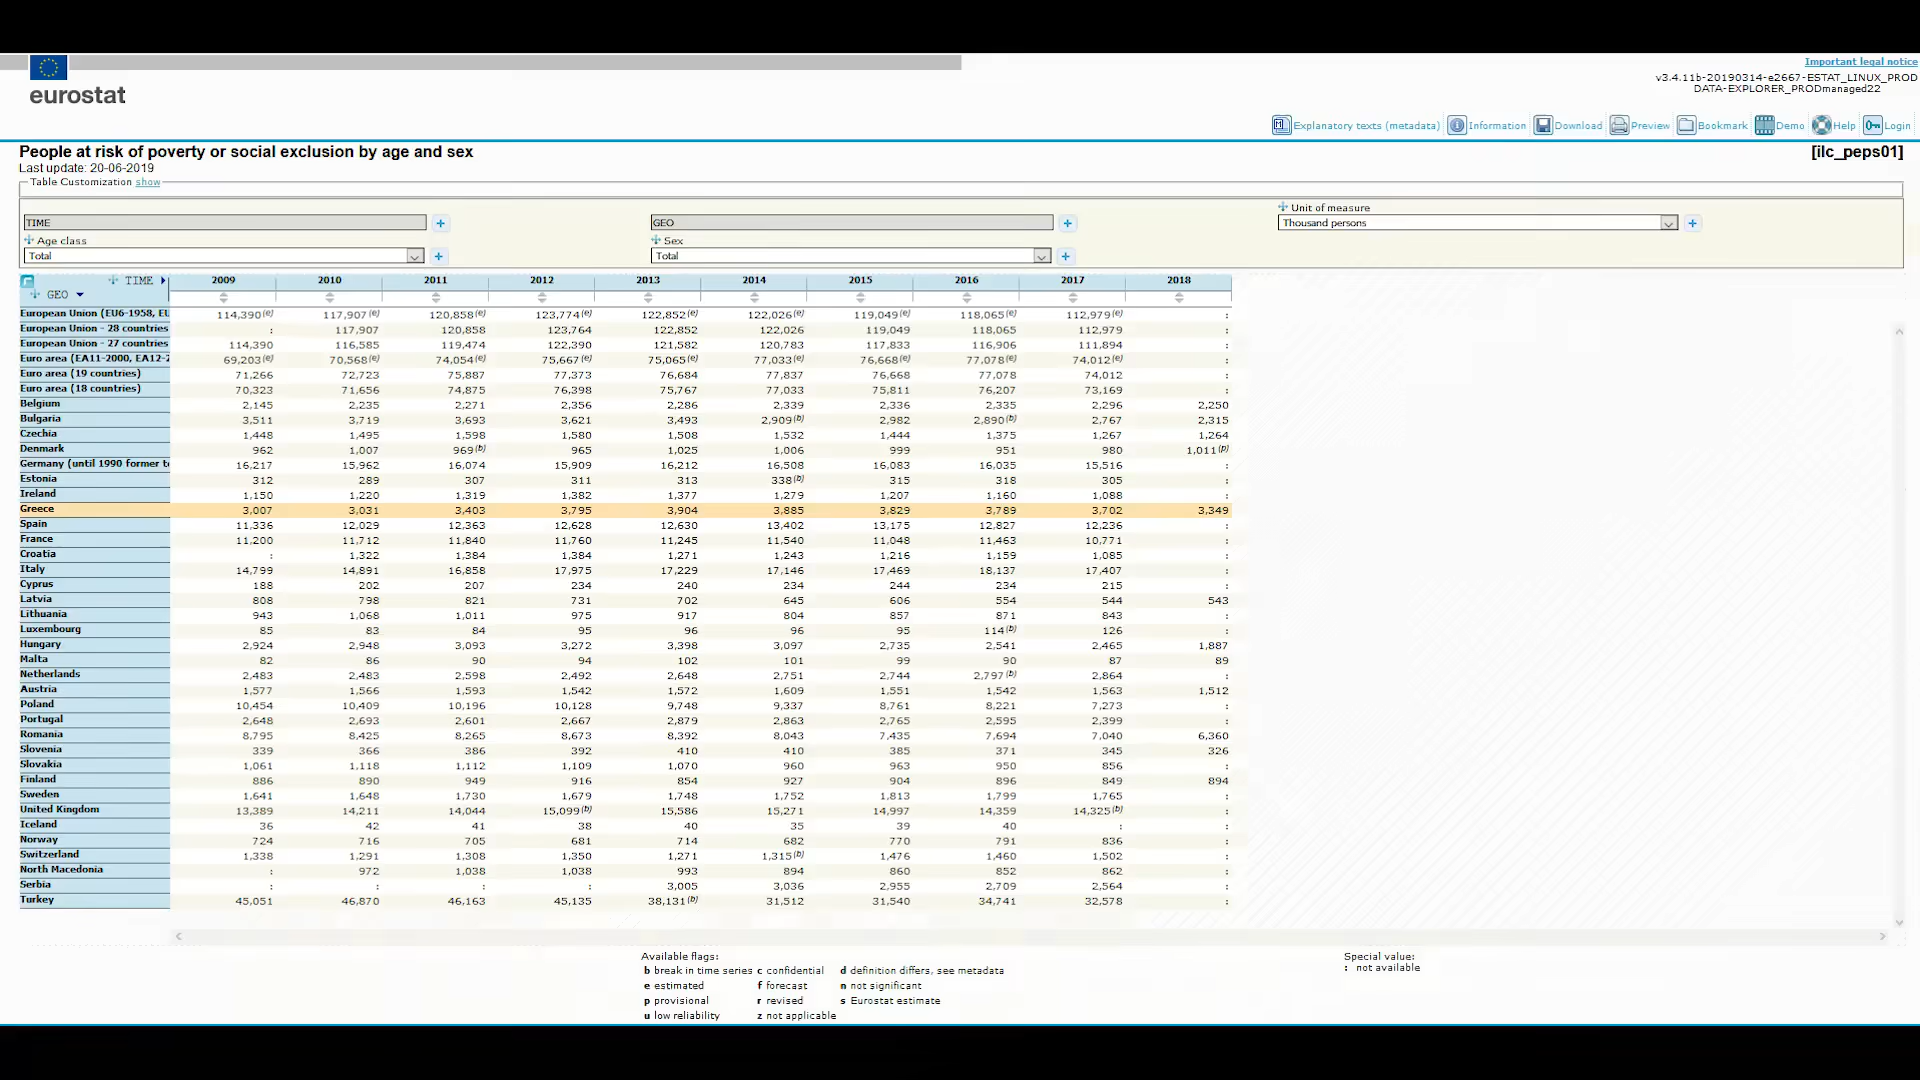 Important legal notice
v3.4.11b-20190314-e2667-ESTAT_LINUX_PROD
DATA-EXPLORER_PRODmanaged22
eurostat
Explanatory texts (metadata) Information Download Preview Bookmark Demo Help Login
People at risk of poverty or social exclusion by age and sex [ilc_peps01]
Last update: 20-06-2019
Table Customization show
Unit of measure
TIME + GEO + Thousand persons +
Age class Sex
Total + Total +
TIME 2009 2010 2011 2012 2013 2014 2015 2016 2017 2018
GEO
European Union (EU6-1958, EU 114,390(e) 117,907(e) 120,858(e) 123,774(e) 122,852(e) 122,026(e) 119,049(e) 118,065(e) 112,979(e) :
European Union - 28 countries : 117,907 120,858 123,764 122,852 122,026 119,049 118,065 112,979 :
European Union - 27 countries 114,390 116,585 119,474 122,390 121,582 120,783 117,833 116,906 111,894 :
Euro area (EA11-2000, EA12-2 69,203(e) 70,568(e) 74,054(e) 75,667(e) 75,065(e) 77,033(e) 76,668(e) 77,078(e) 74,012(e) :
Euro area (19 countries) 71,266 72,723 75,887 77,373 76,684 77,837 76,668 77,078 74,012 :
Euro area (18 countries) 70,323 71,656 74,875 76,398 75,767 77,033 75,811 76,207 73,169 :
Belgium 2,145 2,235 2,271 2,356 2,286 2,339 2,336 2,335 2,296 2,250
Bulgaria 3,511 3,719 3,693 3,621 3,493 2,909(b) 2,982 2,890(b) 2,767 2,315
Czechia 1,448 1,495 1,598 1,580 1,508 1,532 1,444 1,375 1,267 1,264
Denmark 962 1,007 969(b) 965 1,025 1,006 999 951 980 1,011(p)
Germany (until 1990 former te 16,217 15,962 16,074 15,909 16,212 16,508 16,083 16,035 15,516 :
Estonia 312 289 307 311 313 338(b) 315 318 305 :
Ireland 1,150 1,220 1,319 1,382 1,377 1,279 1,207 1,160 1,088 :
Greece 3,007 3,031 3,403 3,795 3,904 3,885 3,829 3,789 3,702 3,349
Spain 11,336 12,029 12,363 12,628 12,630 13,402 13,175 12,827 12,236 :
France 11,200 11,712 11,840 11,760 11,245 11,540 11,048 11,463 10,771 :
Croatia : 1,322 1,384 1,384 1,271 1,243 1,216 1,159 1,085 :
Italy 14,799 14,891 16,858 17,975 17,229 17,146 17,469 18,137 17,407 :
Cyprus 188 202 207 234 240 234 244 234 215 :
Latvia 808 798 821 731 702 645 606 554 544 543
Lithuania 943 1,068 1,011 975 917 804 857 871 843 :
Luxembourg 85 83 84 95 96 96 95 114(b) 126 :
Hungary 2,924 2,948 3,093 3,272 3,398 3,097 2,735 2,541 2,465 1,887
Malta 82 86 90 94 102 101 99 90 87 89
Netherlands 2,483 2,483 2,598 2,492 2,648 2,751 2,744 2,797(b) 2,864 :
Austria 1,577 1,566 1,593 1,542 1,572 1,609 1,551 1,542 1,563 1,512
Poland 10,454 10,409 10,196 10,128 9,748 9,337 8,761 8,221 7,273 :
Portugal 2,648 2,693 2,601 2,667 2,879 2,863 2,765 2,595 2,399 :
Romania 8,795 8,425 8,265 8,673 8,392 8,043 7,435 7,694 7,040 6,360
Slovenia 339 366 386 392 410 410 385 371 345 326
Slovakia 1,061 1,118 1,112 1,109 1,070 960 963 950 856 :
Finland 886 890 949 916 854 927 904 896 849 894
Sweden 1,641 1,648 1,730 1,679 1,748 1,752 1,813 1,799 1,765 :
United Kingdom 13,389 14,211 14,044 15,099(b) 15,586 15,271 14,997 14,359 14,325(b) :
Iceland 36 42 41 38 40 35 39 40 : :
Norway 724 716 705 681 714 682 770 791 836 :
Switzerland 1,338 1,291 1,308 1,350 1,271 1,315(b) 1,476 1,460 1,502 :
North Macedonia : 972 1,038 1,038 993 894 860 852 862 :
Serbia : : : : 3,005 3,036 2,955 2,709 2,564 :
Turkey 45,051 46,870 46,163 45,135 38,131(b) 31,512 31,540 34,741 32,578 :
Available flags: Special value:
b break in time series c confidential d definition differs, see metadata : not available
e estimated f forecast n not significant
p provisional r revised s Eurostat estimate
u low reliability z not applicable